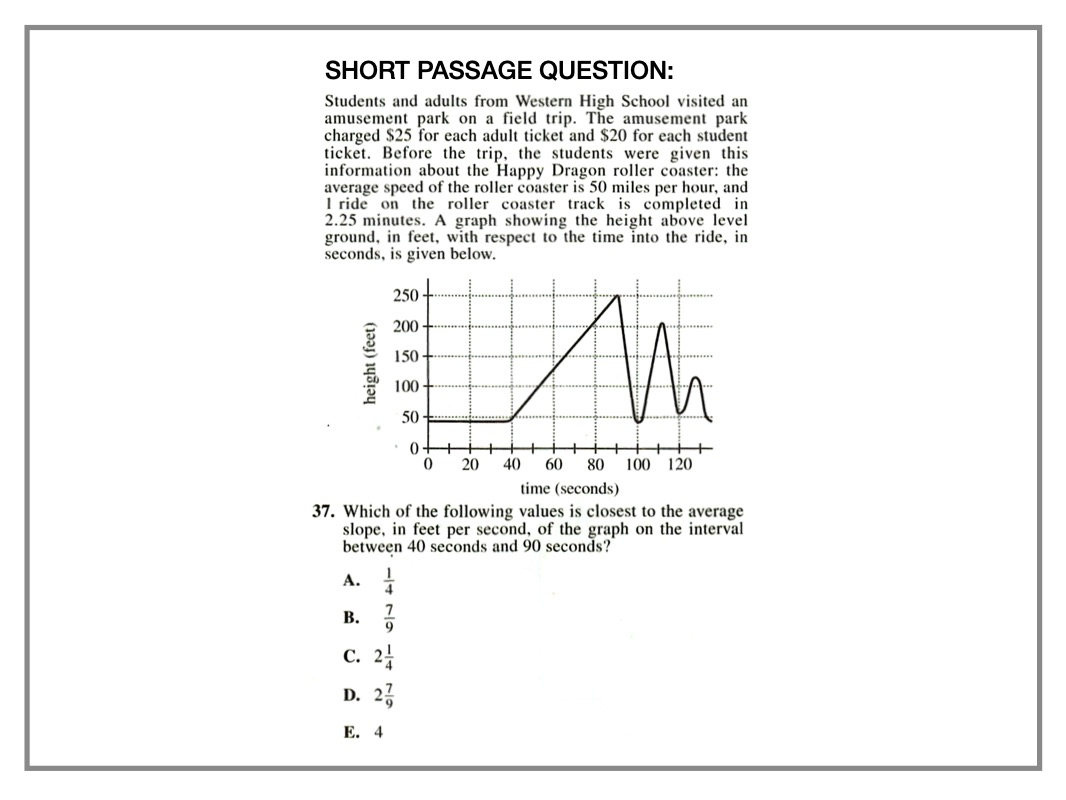 SHORT PASSAGE QUESTION:
Students and adults from Western High School visited an
amusement park on a field trip. The amusement park
charged $25 for each adult ticket and $20 for each student
ticket. Before the trip, the students were given this
information about the Happy Dragon roller coaster: the
average speed of the roller coaster is 50 miles per hour, and
1 ride on the roller coaster track is completed in
2.25 minutes. A graph showing the height above level
ground, in feet, with respect to the time into the ride, in
seconds, is given below.
250
200
150
100
50
0
height (feet)
0 20 40 60 80 100 120
time (seconds)
37. Which of the following values is closest to the average
slope, in feet per second, of the graph on the interval
between 40 seconds and 90 seconds?
A. 1/4
B. 7/9
C. 2 1/4
D. 2 7/9
E. 4